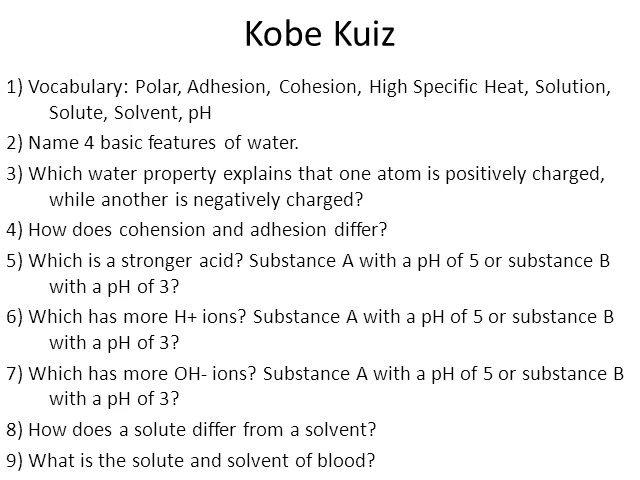 Kobe Kuiz
1) Vocabulary: Polar, Adhesion, Cohesion, High Specific Heat, Solution,
Solute, Solvent, pH
2) Name 4 basic features of water.
3) Which water property explains that one atom is positively charged,
while another is negatively charged?
4) How does cohension and adhesion differ?
5) Which is a stronger acid? Substance A with a pH of 5 or substance B
with a pH of 3?
6) Which has more H+ ions? Substance A with a pH of 5 or substance B
with a pH of 3?
7) Which has more OH- ions? Substance A with a pH of 5 or substance B
with a pH of 3?
8) How does a solute differ from a solvent?
9) What is the solute and solvent of blood?